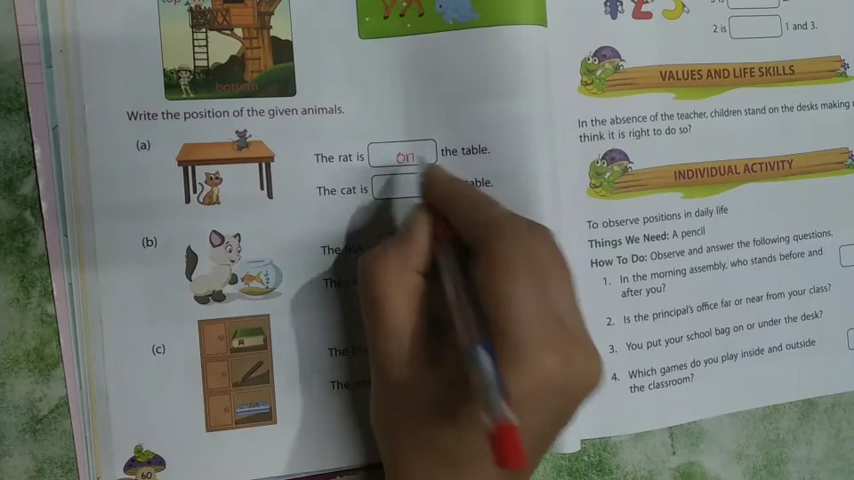 top
bottom
Write the position of the given animals.
(a)
The rat is on the table.
The cat is
(b)
(c)
60
2 is 1 and 3.
VALUES AND LIFE SKILLS
In the absence of the teacher, children stand on the desks making
think it is right to do so?
INDIVIDUAL ACTIVITY
To observe positions in daily life
Things We Need: A pencil
How To Do: Observe and answer the following questions.
1. In the morning assembly, who stands before and
after you?
2. Is the principal's office far or near from your class?
3. You put your school bag on or under the desk?
4. Which games do you play inside and outside
the classroom?